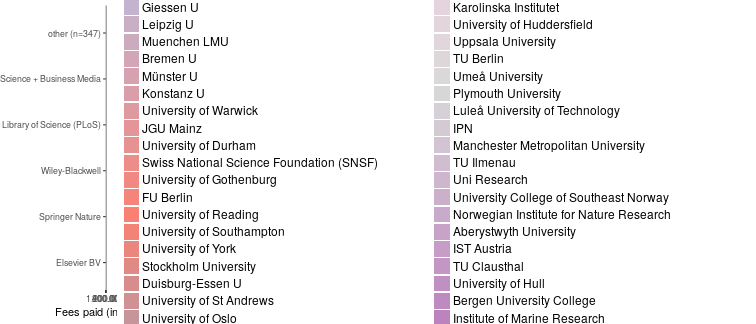 other (n=347)
Science + Business Media
Library of Science (PLoS)
Wiley-Blackwell
Springer Nature
Elsevier BV
Fees paid (in
Giessen U
Leipzig U
Muenchen LMU
Bremen U
Münster U
Konstanz U
University of Warwick
JGU Mainz
University of Durham
Swiss National Science Foundation (SNSF)
University of Gothenburg
FU Berlin
University of Reading
University of Southampton
University of York
Stockholm University
Duisburg-Essen U
University of St Andrews
University of Oslo
Karolinska Institutet
University of Huddersfield
Uppsala University
TU Berlin
Umeå University
Plymouth University
Luleå University of Technology
IPN
Manchester Metropolitan University
TU Ilmenau
Uni Research
University College of Southeast Norway
Norwegian Institute for Nature Research
Aberystwyth University
IST Austria
TU Clausthal
University of Hull
Bergen University College
Institute of Marine Research